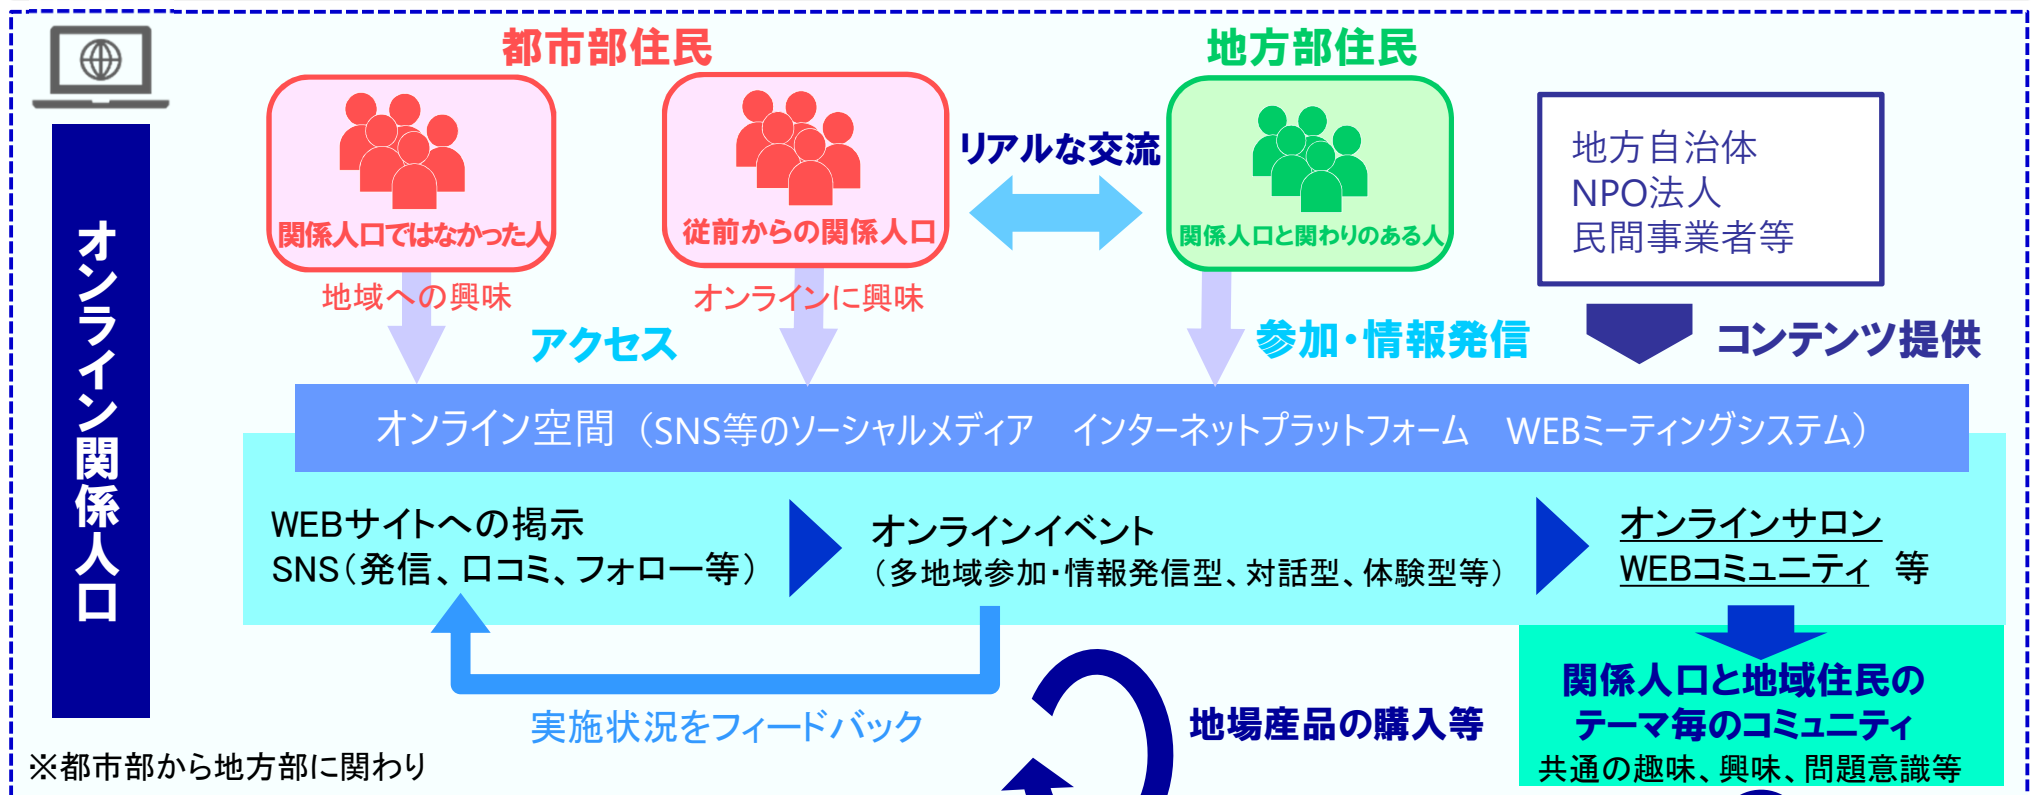 都市部住民
地方部住民
関係人口ではなかった人
従前からの関係人口
リアルな交流
関係人口と関わりのある人
地方自治体
NPO法人
民間事業者等
地域への興味
オンラインに興味
アクセス
参加・情報発信
コンテンツ提供
オンライン関係人口
オンライン空間（SNS等のソーシャルメディア　インターネットプラットフォーム　WEBミーティングシステム）
WEBサイトへの掲示
SNS（発信、口コミ、フォロー等）
オンラインイベント
（多地域参加・情報発信型、対話型、体験型等）
オンラインサロン
WEBコミュニティ　等
実施状況をフィードバック
地場産品の購入等
関係人口と地域住民の
テーマ毎のコミュニティ
共通の趣味、興味、問題意識等
※都市部から地方部に関わり